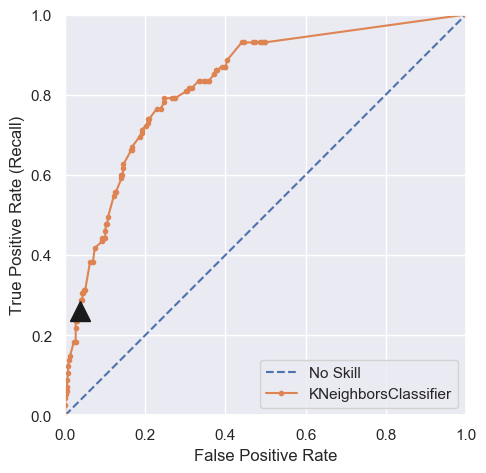 1.0
0.8
0.6
0.4
0.2
0.0
True Positive Rate (Recall)
No Skill
KNeighborsClassifier
0.0 0.2 0.4 0.6 0.8 1.0
False Positive Rate